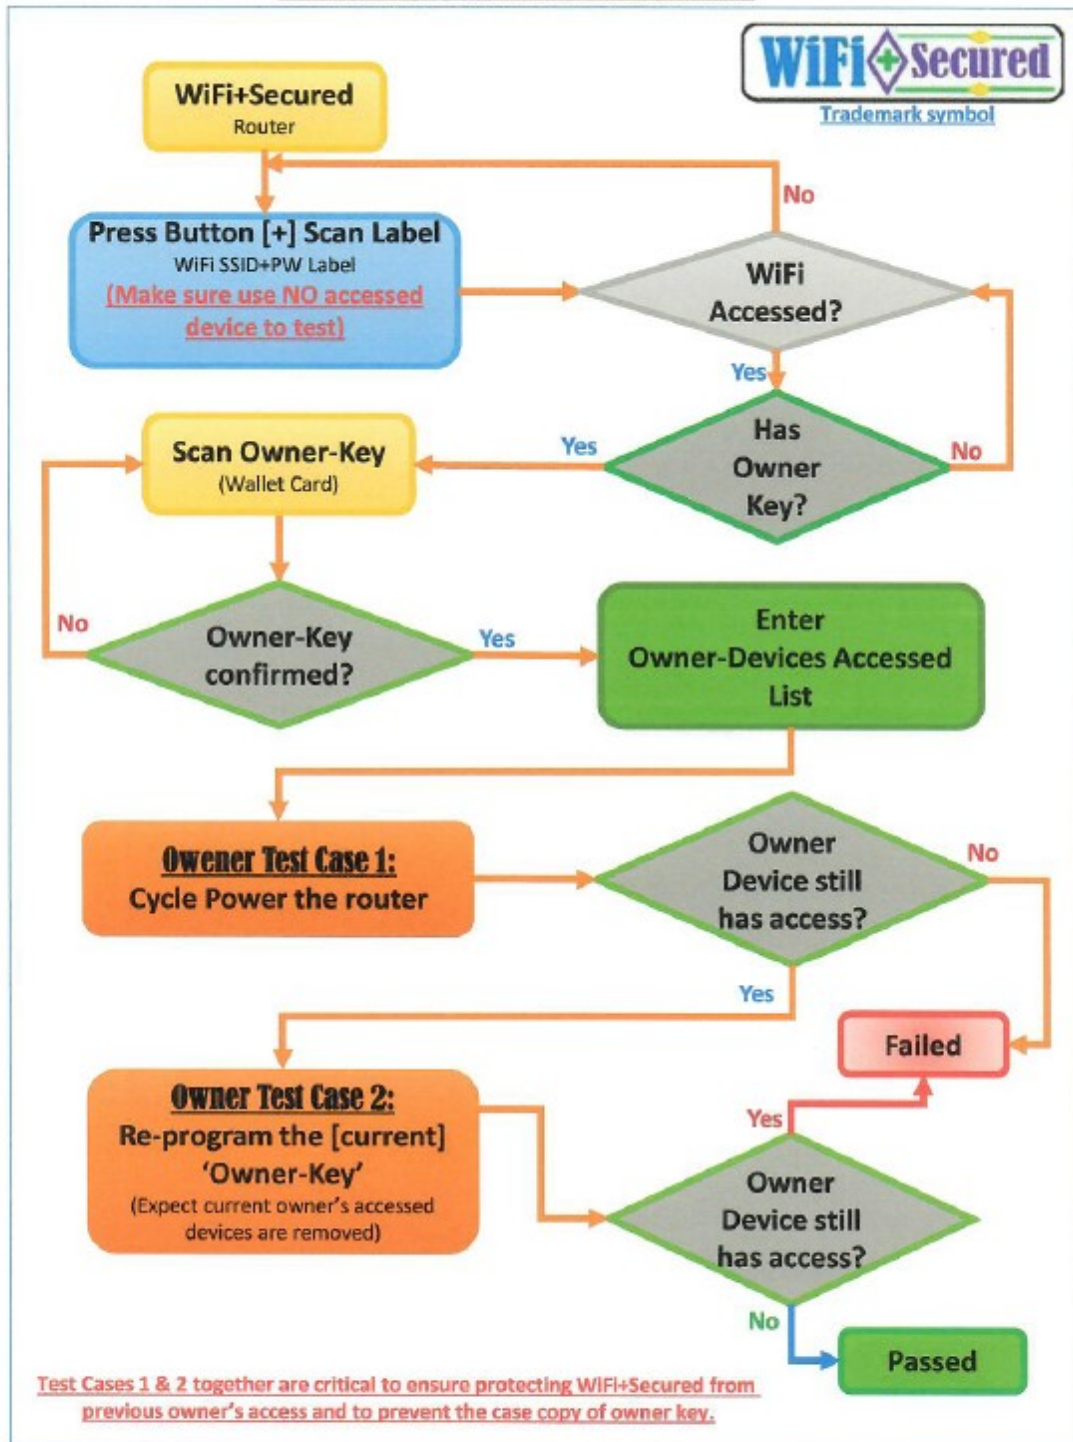 WiFi+Secured
Trademark symbol
WiFi+Secured
Router
No
Press Button [+] Scan Label
WiFi SSID+PW Label
(Make sure use NO accessed
device to test)
WiFi
Accessed?
Yes
Has
Owner
Key?
Yes
No
Scan Owner-Key
(Wallet Card)
No
Owner-Key
confirmed?
Yes
Enter
Owner-Devices Accessed
List
Owener Test Case 1:
Cycle Power the router
Owner
Device still
has access?
No
Yes
Failed
Owner Test Case 2:
Re-program the [current]
‘Owner-Key’
(Expect current owner's accessed
devices are removed)
Yes
Owner
Device still
has access?
No
Passed
Test Cases 1 & 2 together are critical to ensure protecting WiFi+Secured from
previous owner's access and to prevent the case copy of owner key.